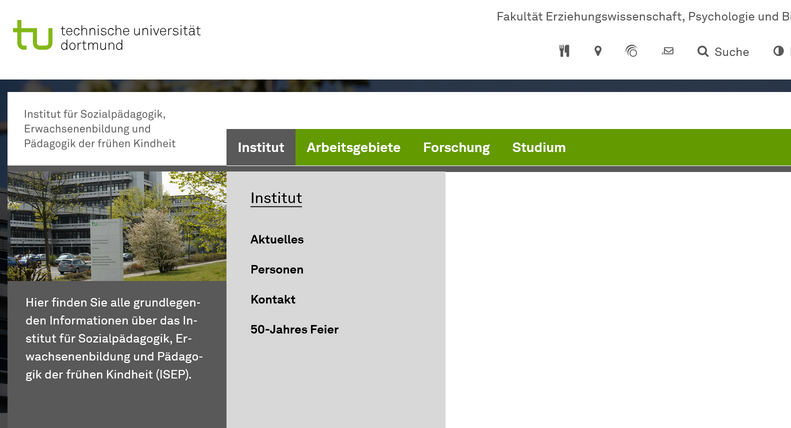 technische universität
dortmund
Fakultät Erziehungswissenschaft, Psychologie und
Suche
Institut für Sozialpädagogik,
Erwachsenenbildung und
Pädagogik der frühen Kindheit
Institut
Arbeitsgebiete
Forschung
Studium
Institut
Aktuelles
Personen
Kontakt
50-Jahres Feier
Hier finden Sie alle grundlegen-
den Informationen über das In-
stitut für Sozialpädagogik, Er-
wachsenenbildung und Pädago-
gik der frühen Kindheit (ISEP).